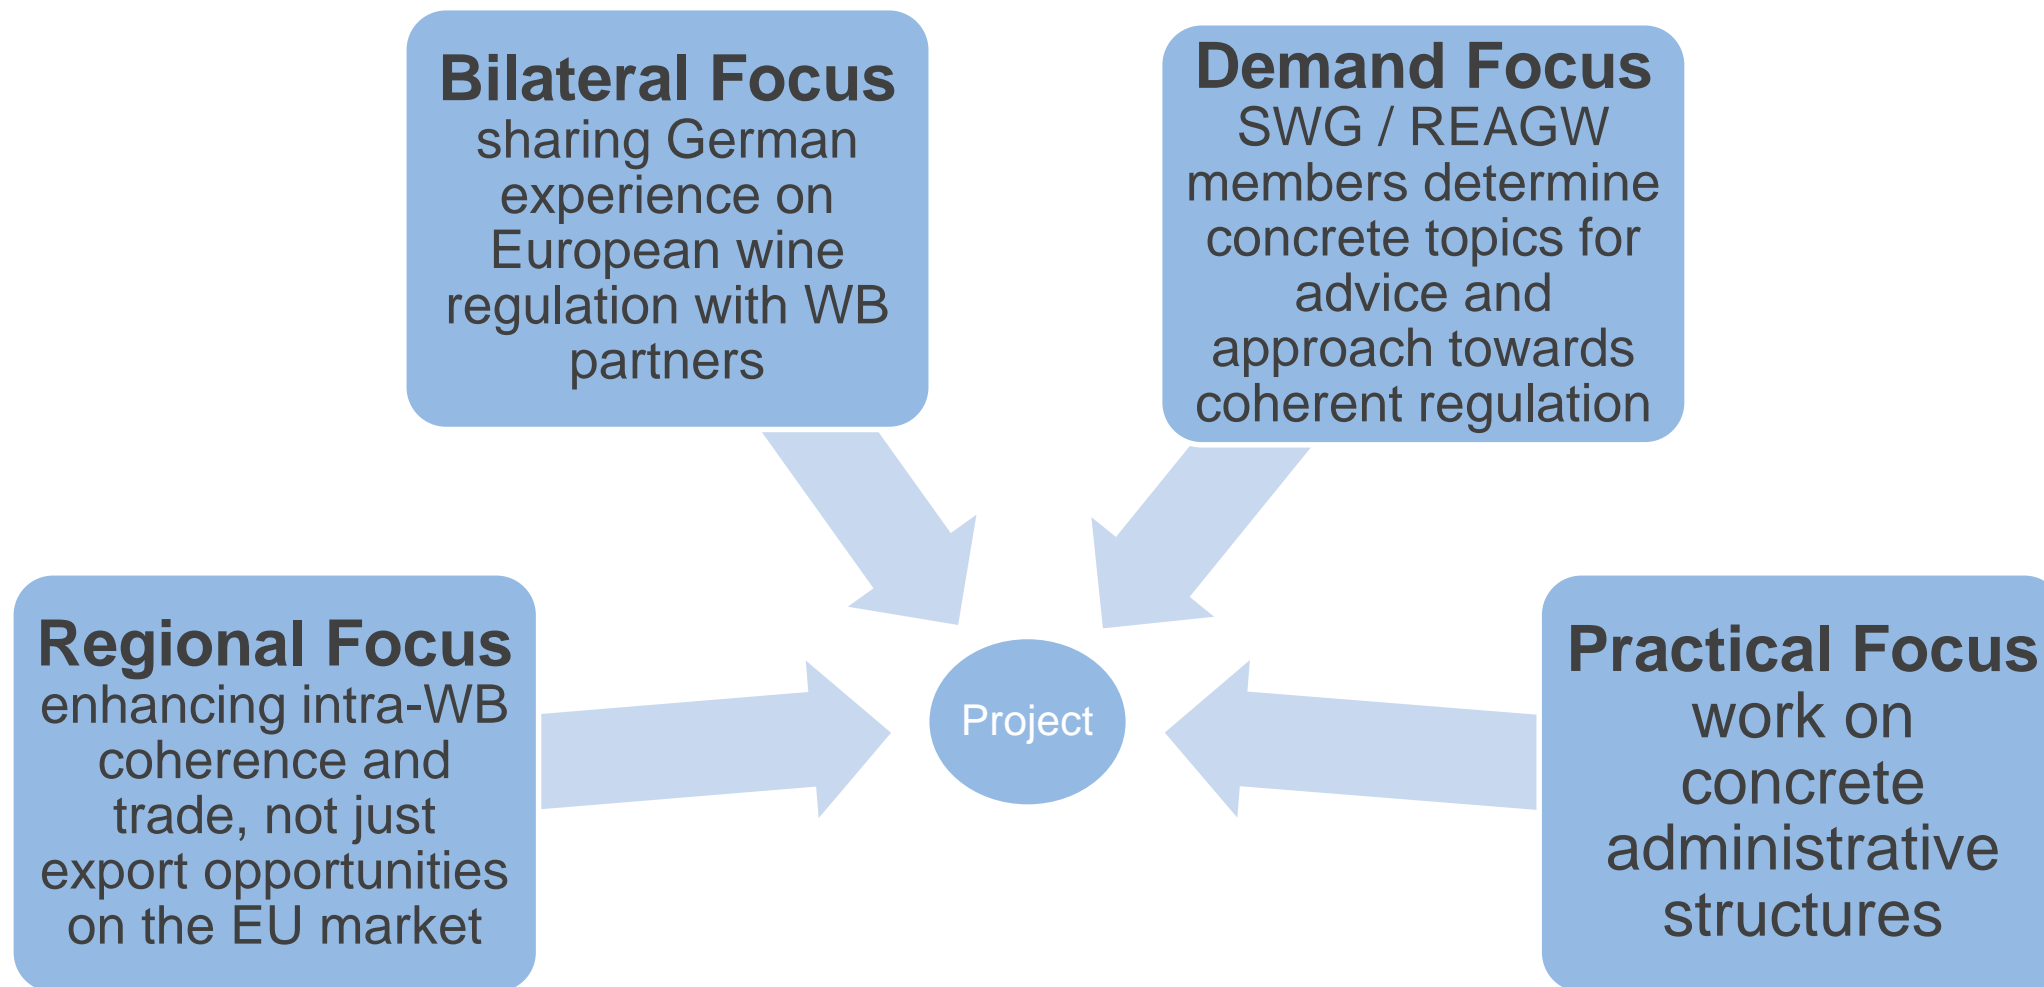 Bilateral Focus
sharing German
experience on
European wine
regulation with WB
partners
Demand Focus
SWG / REAGW
members determine
concrete topics for
advice and
approach towards
coherent regulation
Regional Focus
enhancing intra-WB
coherence and
trade, not just
export opportunities
on the EU market
Project
Practical Focus
work on
concrete
administrative
structures